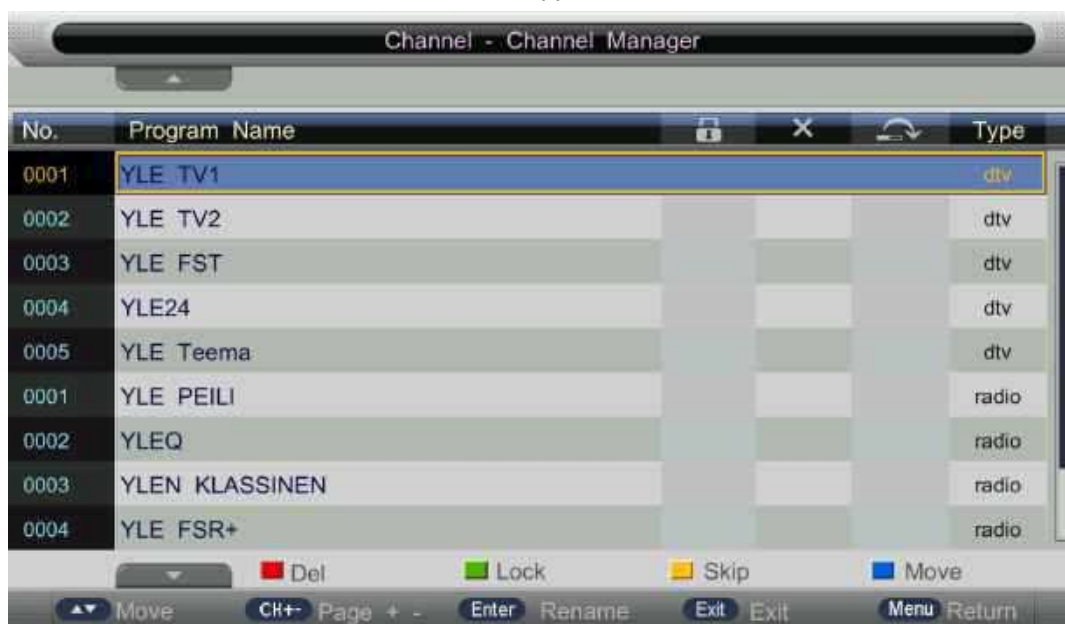 Channel - Channel Manager
No. Program Name Type
0001 YLE TV1 dtv
0002 YLE TV2 dtv
0003 YLE FST dtv
0004 YLE24 dtv
0005 YLE Teema dtv
0001 YLE PEILI radio
0002 YLEQ radio
0003 YLEN KLASSINEN radio
0004 YLE FSR+ radio
Del Lock Skip Move
Move CH+- Page + - Enter Rename Exit Exit Menu Return